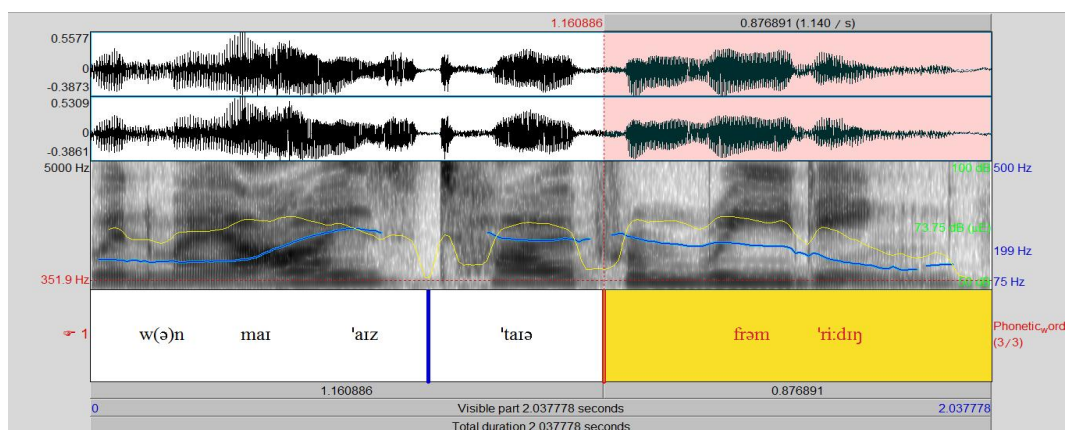 1.160886 0.876891 (1.140 / s)
0.5577
0
-0.3873
0.5309
0
-0.3861
5000 Hz 100 dB 500 Hz
73.75 dB (µE)
199 Hz
351.9 Hz 75 Hz
☞ 1 w(ə)n maɪ ˈaɪz ˈtaɪə frəm ˈriːdɪŋ Phonetic_word
(3/3)
1.160886 0.876891
0 Visible part 2.037778 seconds 2.037778
Total duration 2.037778 seconds